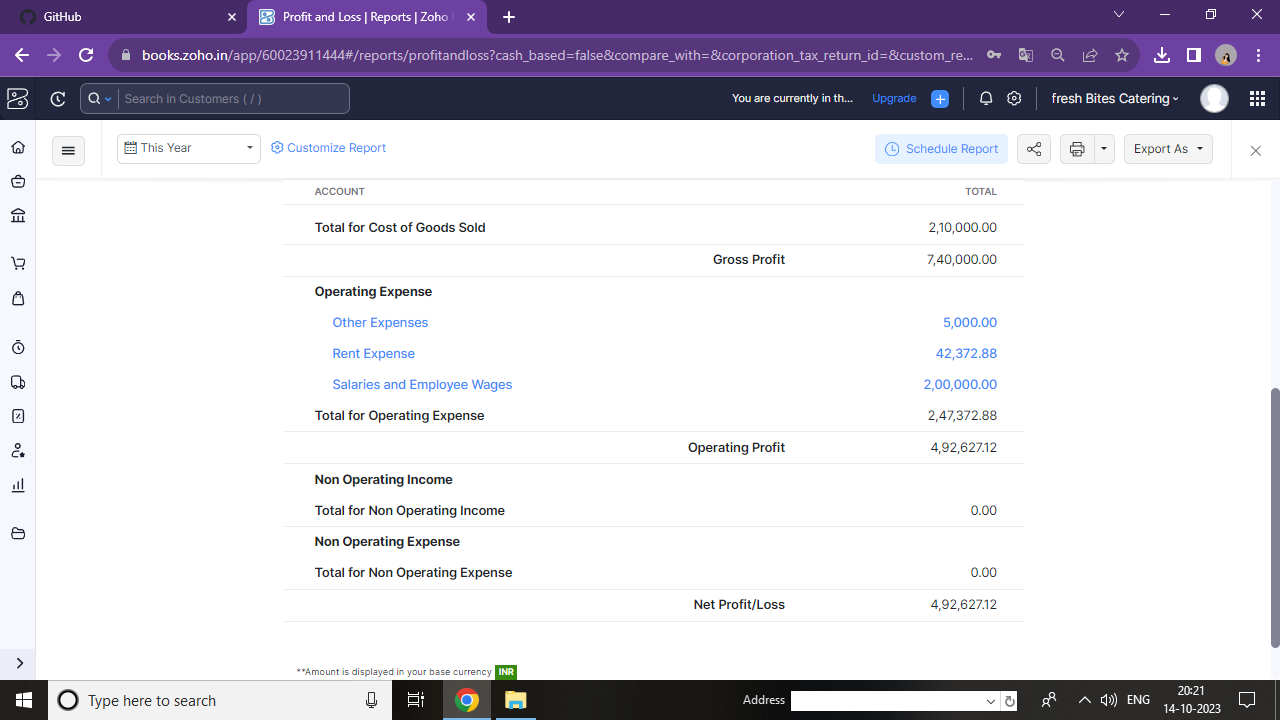 GitHub
Profit and Loss | Reports | Zoho
books.zoho.in/app/60023911444#/reports/profitandloss?cash_based=false&compare_with=&corporation_tax_return_id=&custom_re...
Search in Customers ( / )
You are currently in th...
Upgrade
fresh Bites Catering
This Year
Customize Report
Schedule Report
Export As
ACCOUNT TOTAL
Total for Cost of Goods Sold 2,10,000.00
Gross Profit 7,40,000.00
Operating Expense
Other Expenses 5,000.00
Rent Expense 42,372.88
Salaries and Employee Wages 2,00,000.00
Total for Operating Expense 2,47,372.88
Operating Profit 4,92,627.12
Non Operating Income
Total for Non Operating Income 0.00
Non Operating Expense
Total for Non Operating Expense 0.00
Net Profit/Loss 4,92,627.12
**Amount is displayed in your base currency INR
Type here to search
Address
ENG
20:21
14-10-2023